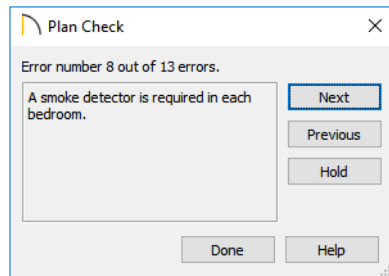 Plan Check
Error number 8 out of 13 errors.
A smoke detector is required in each
bedroom.
Next
Previous
Hold
Done
Help